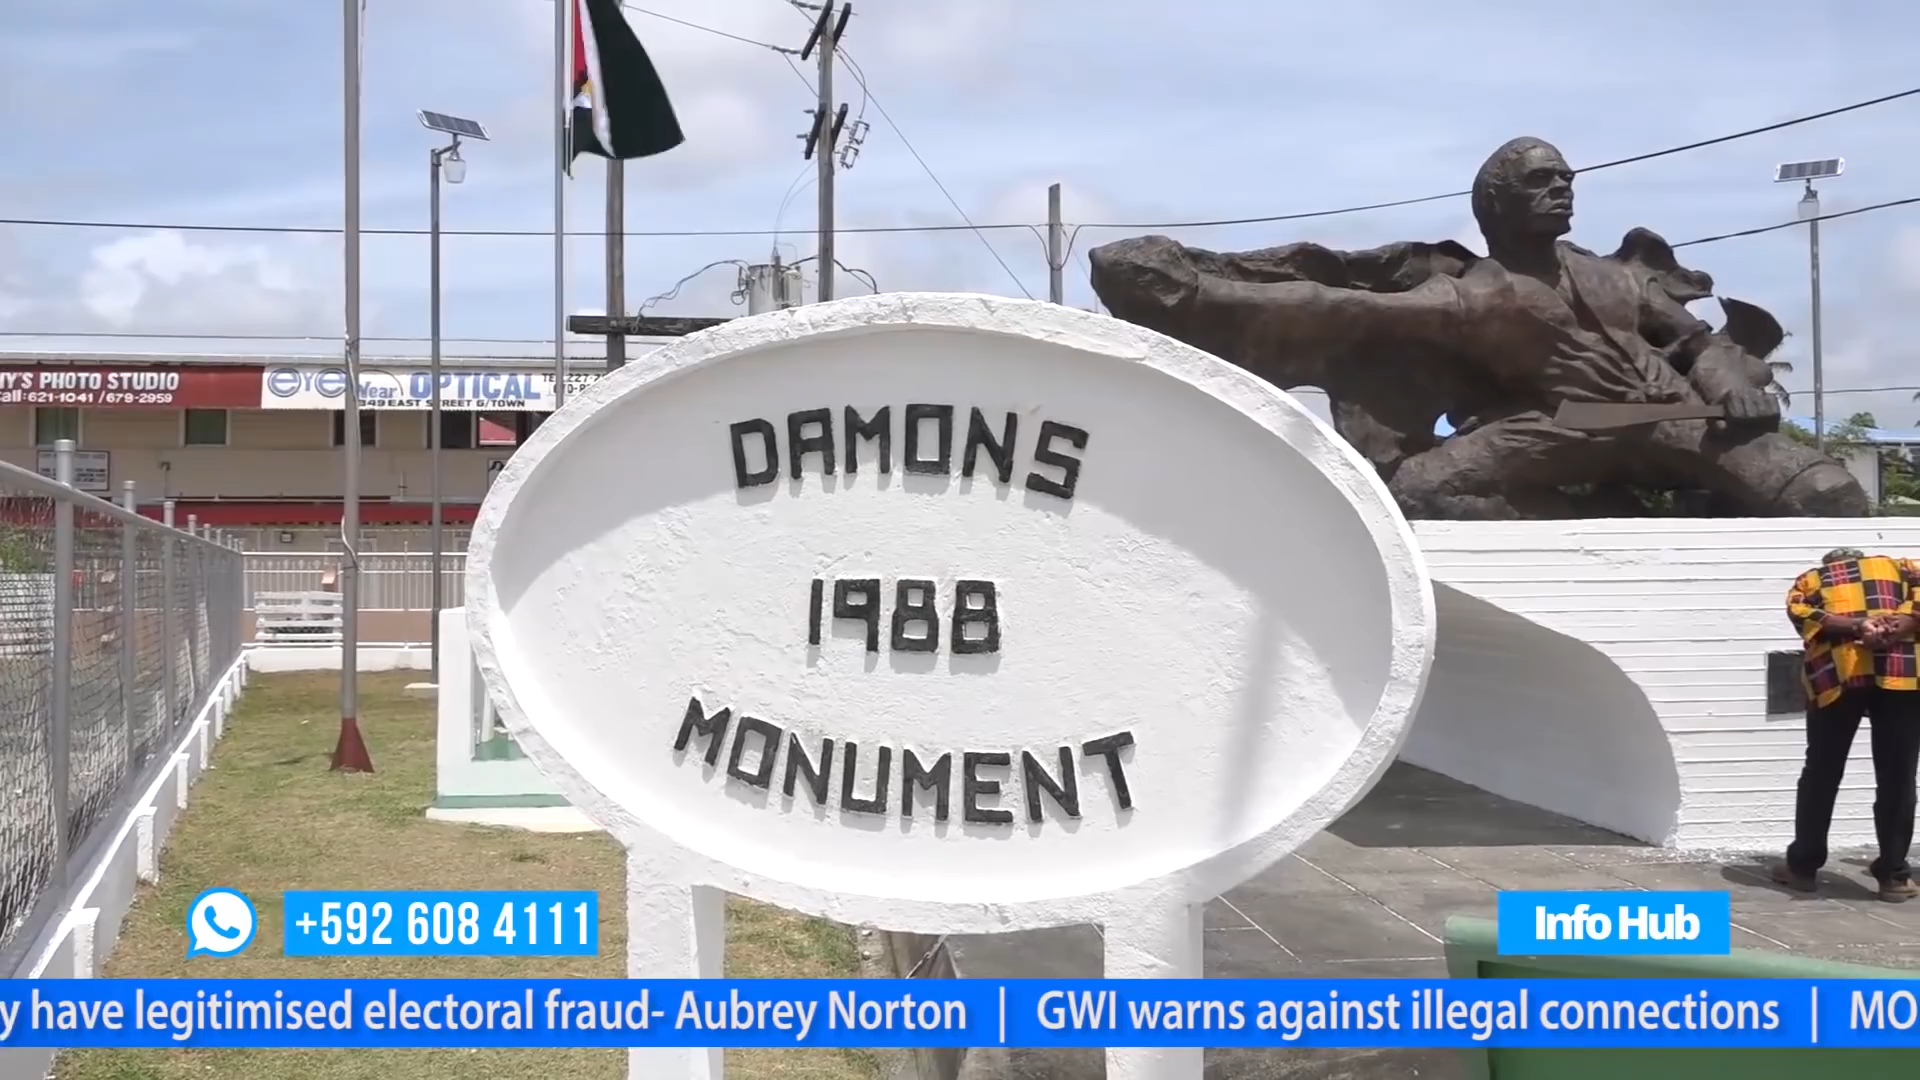 Y'S PHOTO STUDIO
Call: 621-1041 / 679-2959
eye Wear OPTICAL
349 EAST STREET G/TOWN
DAMONS
1988
MONUMENT
+592 608 4111
Info Hub
y have legitimised electoral fraud- Aubrey Norton | GWI warns against illegal connections | MO